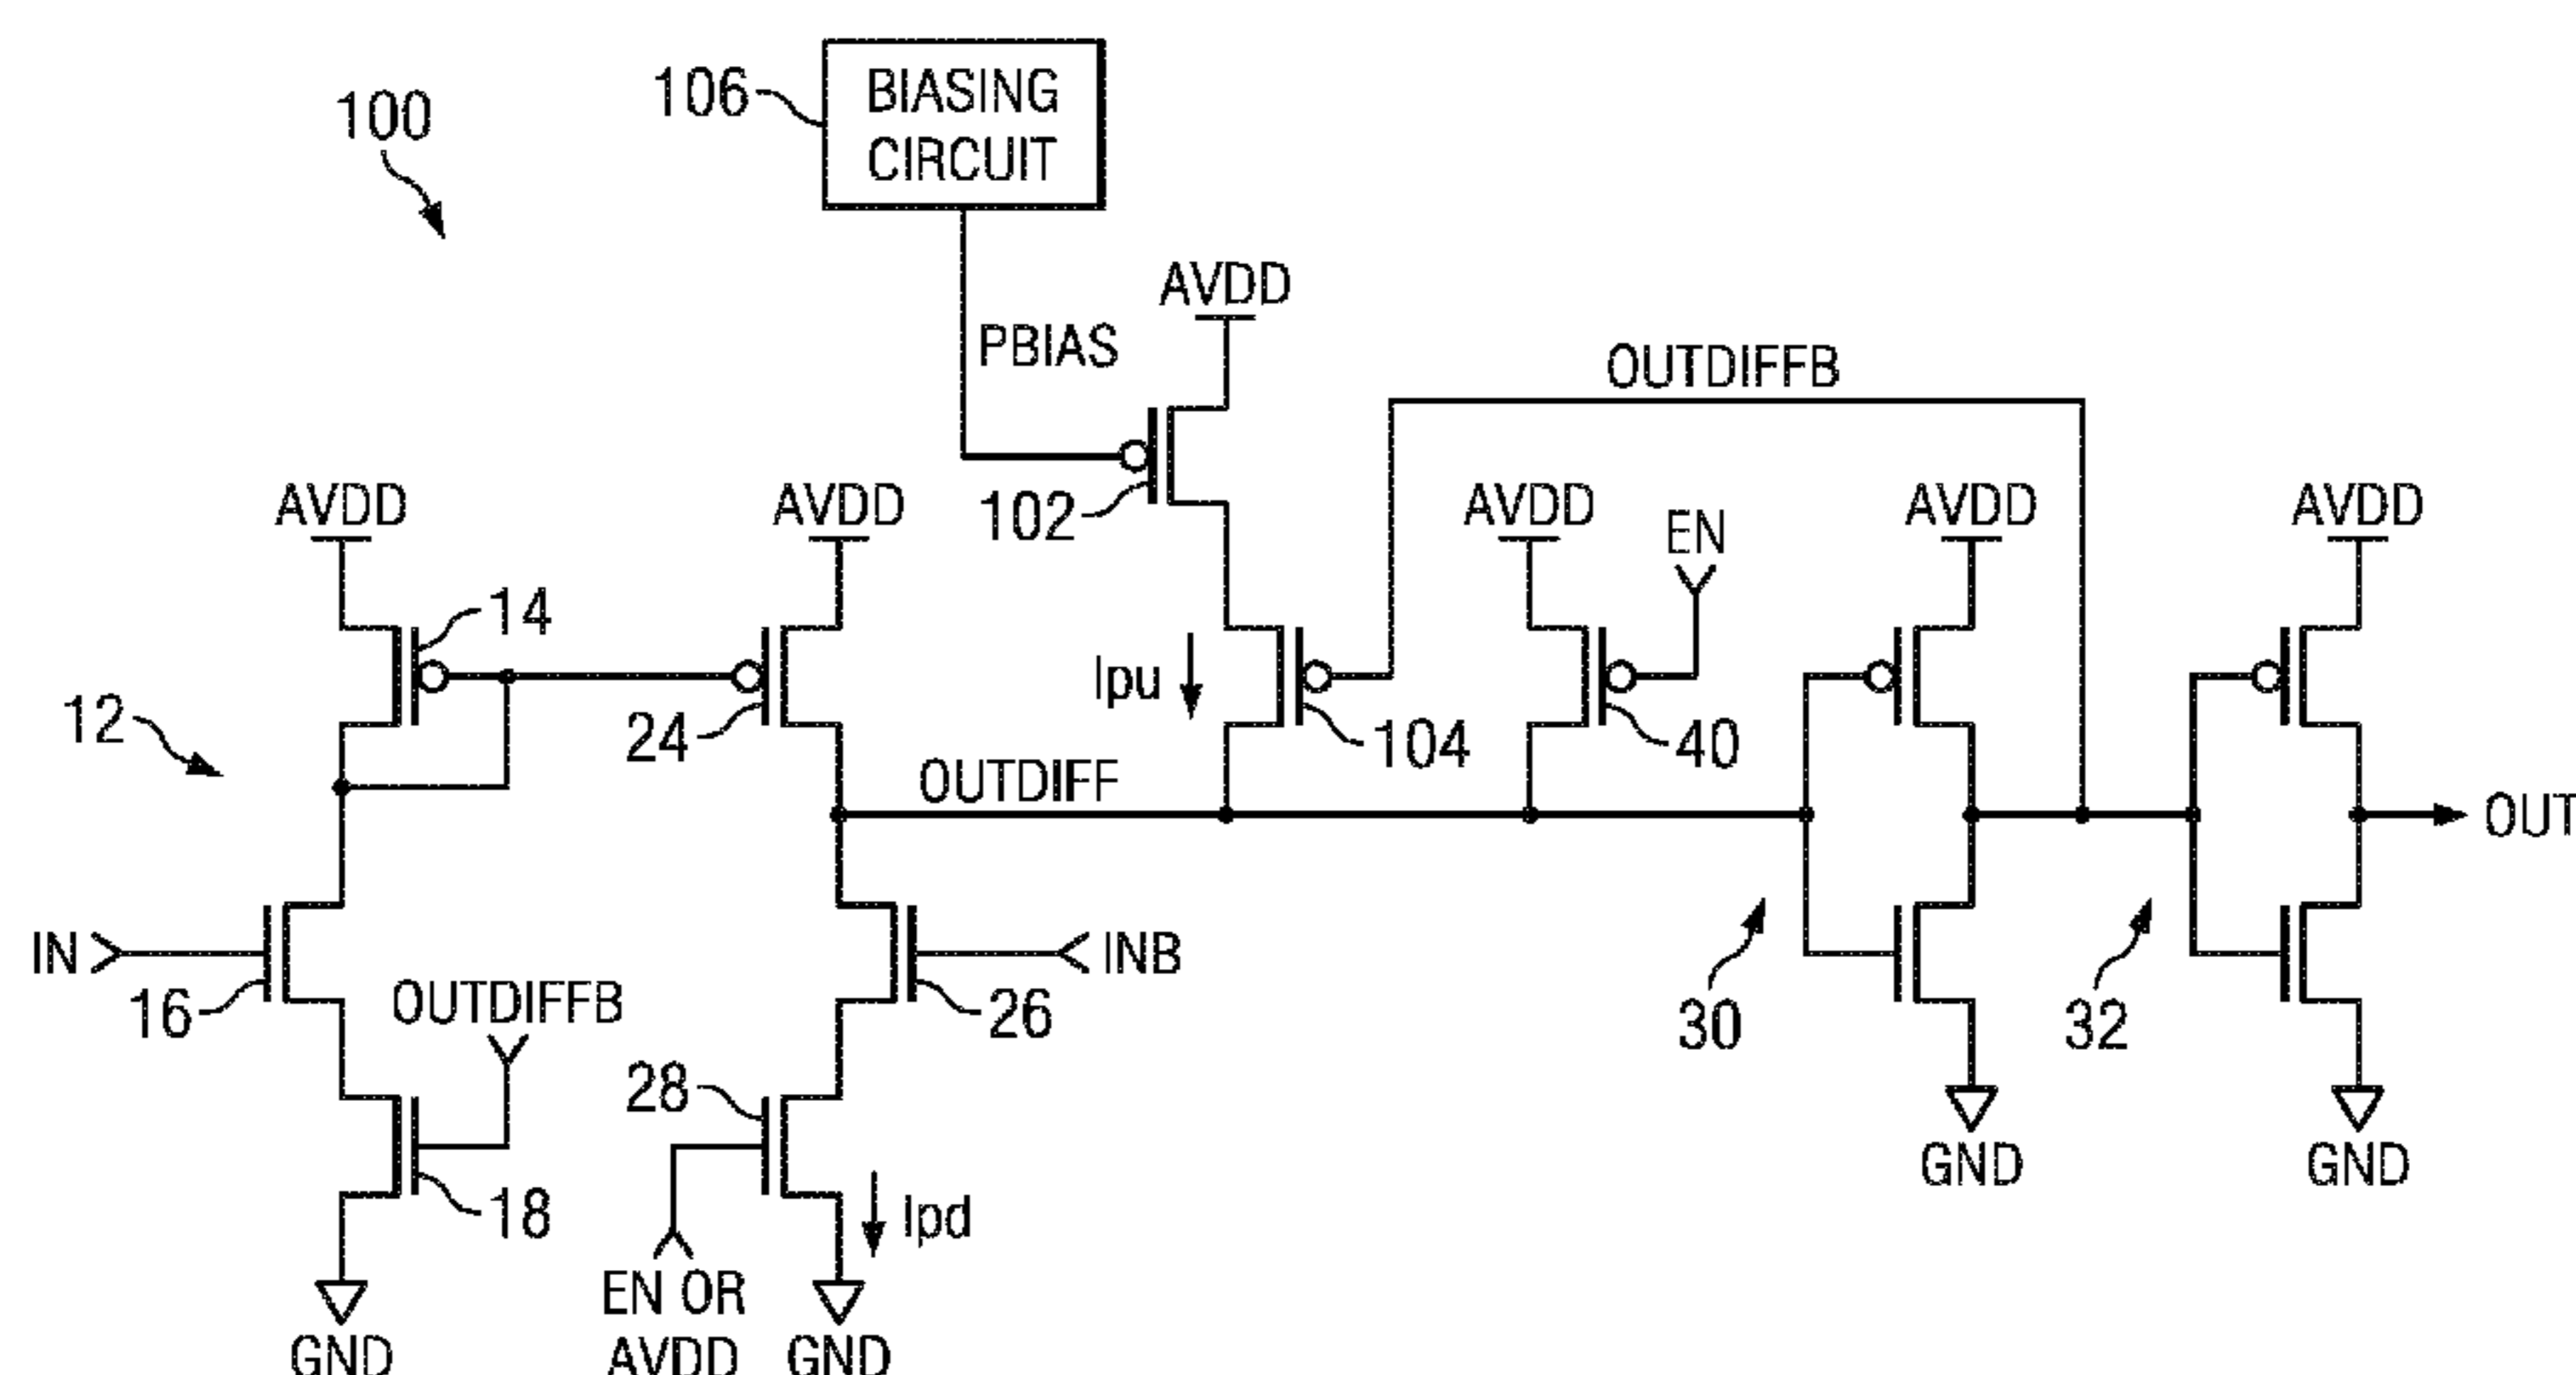 106
BIASING
CIRCUIT
100
AVDD
PBIAS
OUTDIFFB
102
AVDD
AVDD
AVDD
EN
AVDD
AVDD
14
12
24
Ipu
104
40
OUTDIFF
OUT
IN
INB
16
OUTDIFFB
26
30
32
28
18
Ipd
GND
GND
EN OR
AVDD
GND
GND